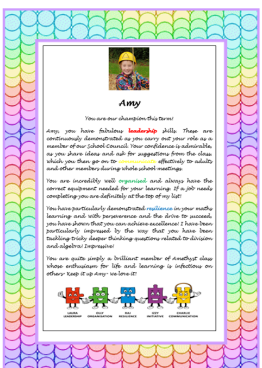 Amy
You are our champion this term!
Amy, you have fabulous leadership skills. These are
continuously demonstrated as you carry out your role as a
member of our School Council. Your confidence is admirable,
as you share ideas and ask for suggestions from the class,
which you then go on to communicate effectively to adults
and other members during whole school meetings.
You are incredibly well organised and always have the
correct equipment needed for your learning. If a job needs
completing you are definitely at the top of my list!
You have particularly demonstrated resilience in your maths
learning and with perseverance and the drive to succeed,
you have shown that you can achieve excellence! I have been
particularly impressed by the way that you have been
tackling tricky deeper thinking questions related to division
and algebra! Impressive!
You are quite simply a brilliant member of Amethyst class
whose enthusiasm for life and learning is infectious on
others- Keep it up Amy- we love it!
LEADERSHIP
ORGANISATION
RESILIENCE
INITIATIVE
CHARLIE
COMMUNICATION